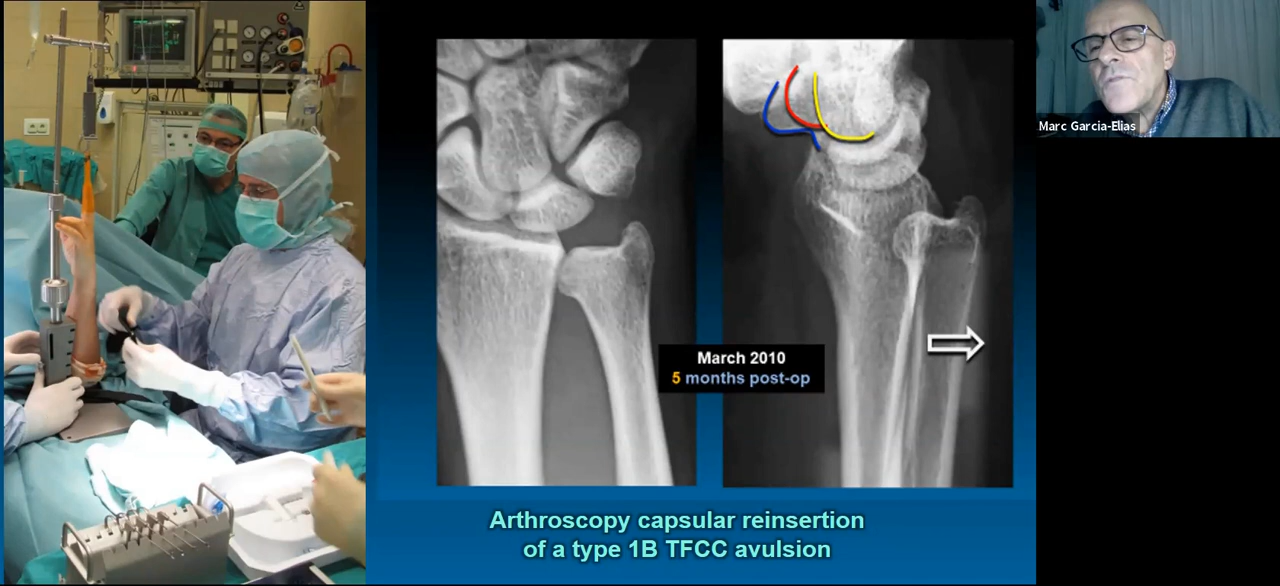 Marc Garcia-Elias
March 2010
5 months post-op
Arthroscopy capsular reinsertion
of a type 1B TFCC avulsion